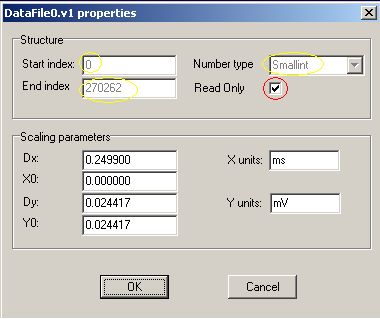 DataFile0.v1 properties
Structure
Start index: 0 Number type Smallint
End index 270262 Read Only
Scaling parameters
Dx: 0.249900 X units: ms
X0: 0.000000
Dy: 0.024417 Y units: mV
Y0: 0.024417
OK Cancel